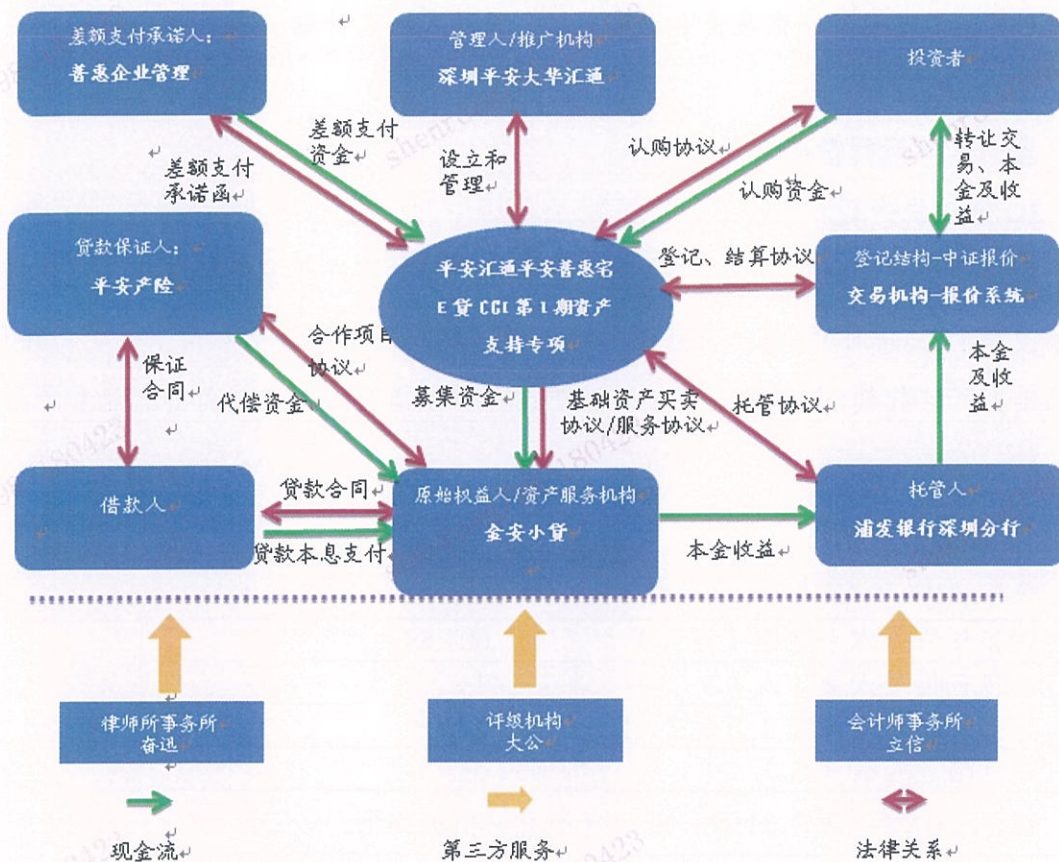 差额支付承诺人：
普惠企业管理
管理人/推广机构
深圳平安大华汇通
投资者
差额支付
资金
差额支付
承诺函
设立和
管理
认购协议
认购资金
转让交
易、本
金及收
益
贷款保证人：
平安产险
平安汇通平安普惠宅
E 贷 CGI 第 1 期资产
支持专项
登记、结算协议
登记结构-中证报价
交易机构-报价系统
保证
合同
合作项目
协议
代偿资金
募集资金
基础资产买卖
协议/服务协议
托管协议
本金
及收
益
借款人
贷款合同
贷款本息支付
原始权益人/资产服务机构
金安小贷
本金收益
托管人
浦发银行深圳分行
律师所事务所
奋迅
评级机构
大公
会计师事务所
立信
现金流
第三方服务
法律关系